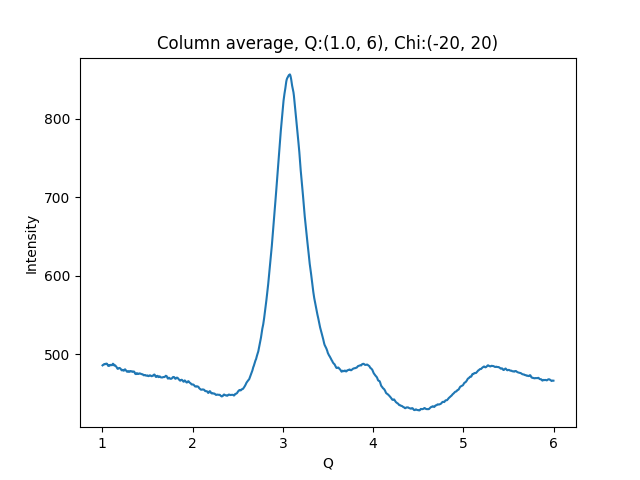 Column average, Q:(1.0, 6), Chi:(-20, 20)
800
700
600
500
Intensity
1 2 3 4 5 6
Q